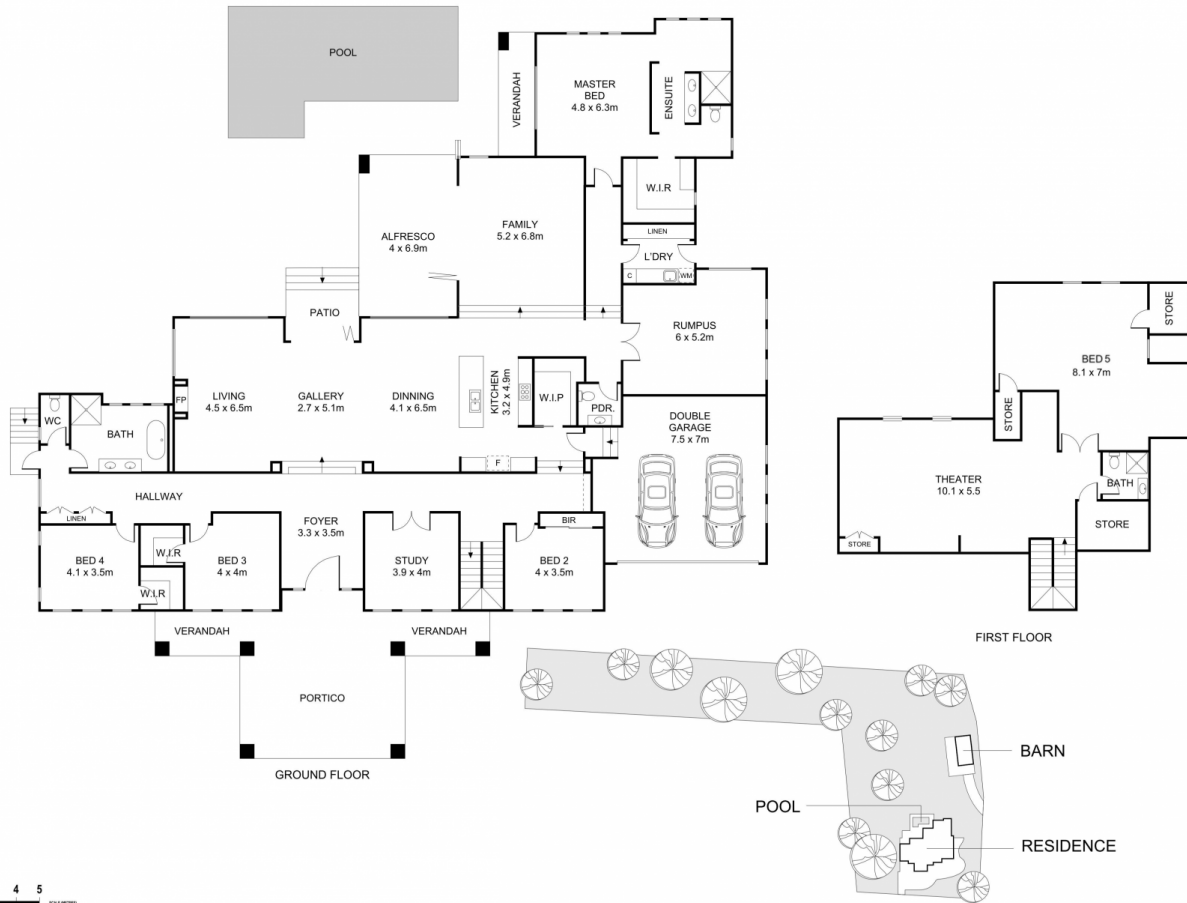 POOL
VERANDAH
MASTER
BED
4.8 x 6.3m
ENSUITE
W.I.R
LINEN
L'DRY
C
WM
ALFRESCO
4 x 6.9m
FAMILY
5.2 x 6.8m
PATIO
RUMPUS
6 x 5.2m
LIVING
4.5 x 6.5m
FP
GALLERY
2.7 x 5.1m
DINNING
4.1 x 6.5m
KITCHEN
3.2 x 4.9m
W.I.P
PDR.
F
DOUBLE
GARAGE
7.5 x 7m
WC
BATH
HALLWAY
LINEN
FOYER
3.3 x 3.5m
BED 4
4.1 x 3.5m
W.I.R
W.I.R
BED 3
4 x 4m
STUDY
3.9 x 4m
BIR
BED 2
4 x 3.5m
VERANDAH
VERANDAH
PORTICO
GROUND FLOOR
STORE
BED 5
8.1 x 7m
STORE
THEATER
10.1 x 5.5
BATH
STORE
STORE
FIRST FLOOR
BARN
POOL
RESIDENCE
4 5